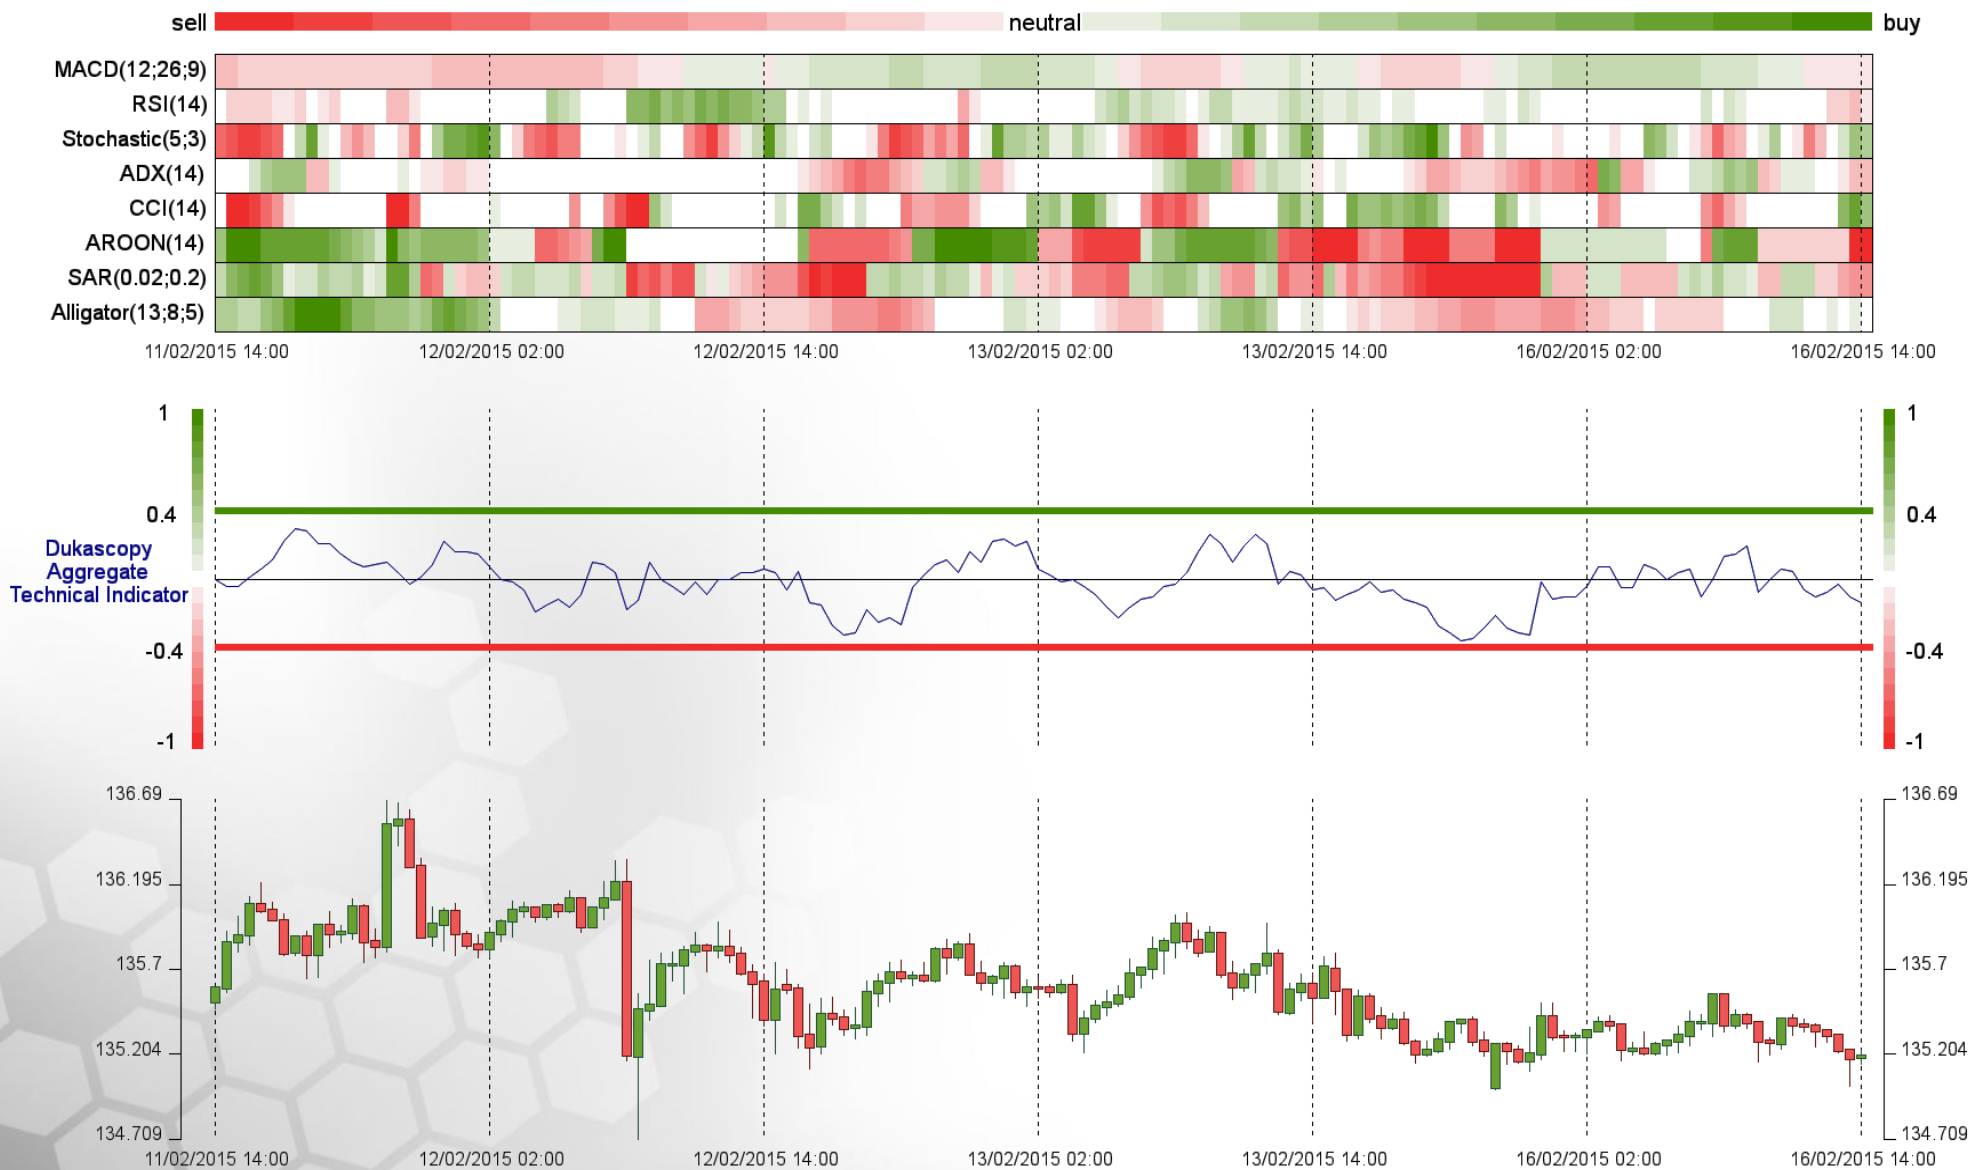 sell neutral buy
MACD(12;26;9)
RSI(14)
Stochastic(5;3)
ADX(14)
CCI(14)
AROON(14)
SAR(0.02;0.2)
Alligator(13;8;5)
11/02/2015 14:00 12/02/2015 02:00 12/02/2015 14:00 13/02/2015 02:00 13/02/2015 14:00 16/02/2015 02:00 16/02/2015 14:00
1 1
0.4 0.4
Dukascopy
Aggregate
Technical Indicator
-0.4 -0.4
-1 -1
136.69 136.69
136.195 136.195
135.7 135.7
135.204 135.204
134.709 134.709
11/02/2015 14:00 12/02/2015 02:00 12/02/2015 14:00 13/02/2015 02:00 13/02/2015 14:00 16/02/2015 02:00 16/02/2015 14:00